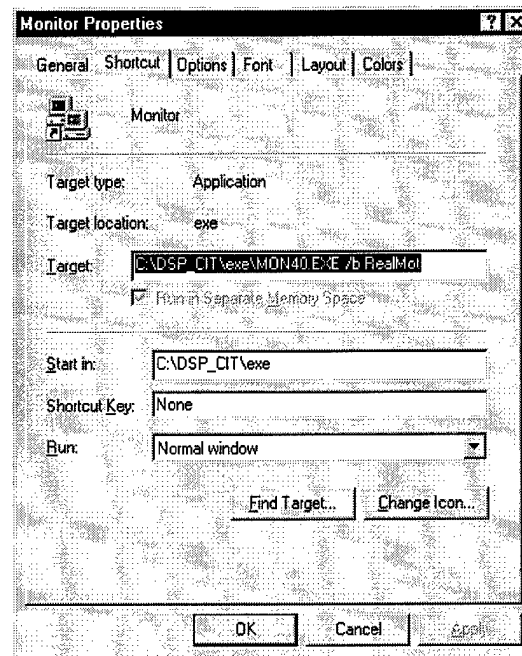 Monitor Properties ? X
General Shortcut Options Font Layout Colors
Monitor
Target type: Application
Target location: exe
Target: C:\DSP_CIT\exe\MON40.EXE /b RealMot
Run in Separate Memory Space
Start in: C:\DSP_CIT\exe
Shortcut Key: None
Run: Normal window
Find Target... Change Icon...
OK Cancel Apply